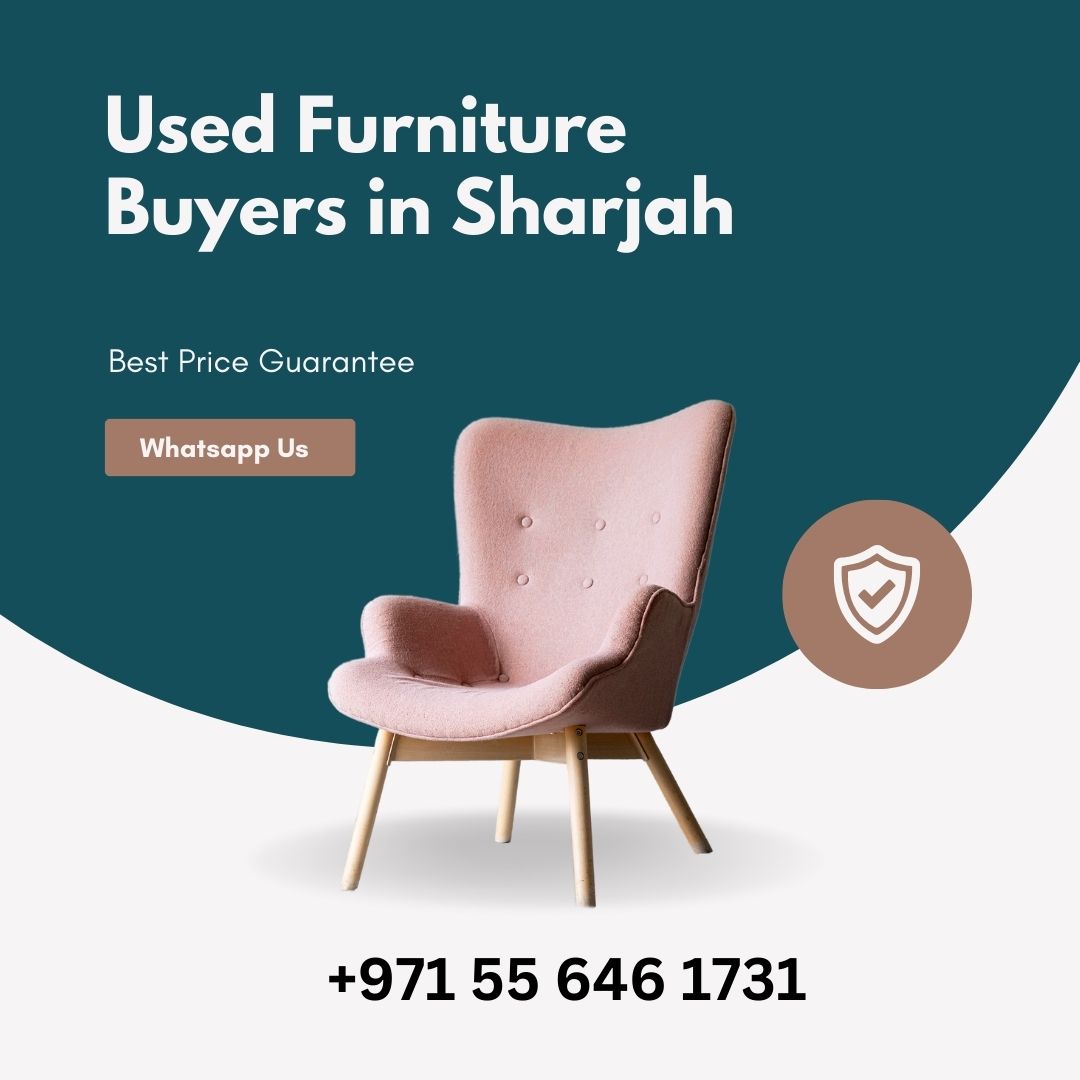 Used Furniture
Buyers in Sharjah
Best Price Guarantee
Whatsapp Us
+971 55 646 1731